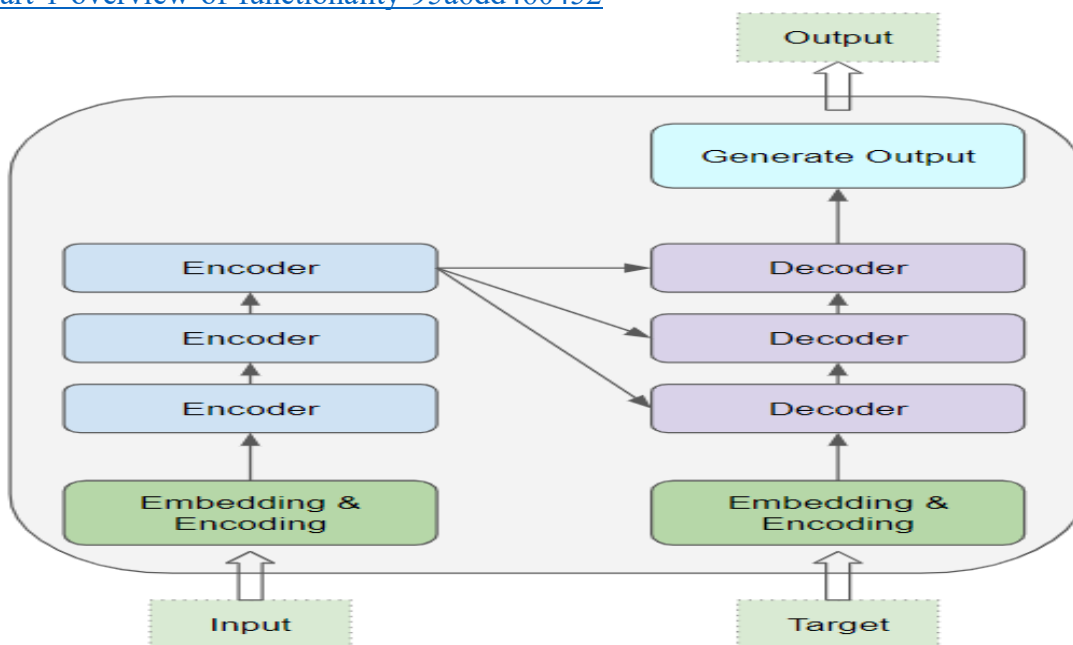 art-1-overview-of-functionality-95a6dd460452
Output
Generate Output
Encoder
Decoder
Encoder
Decoder
Encoder
Decoder
Embedding &
Encoding
Embedding &
Encoding
Input
Target